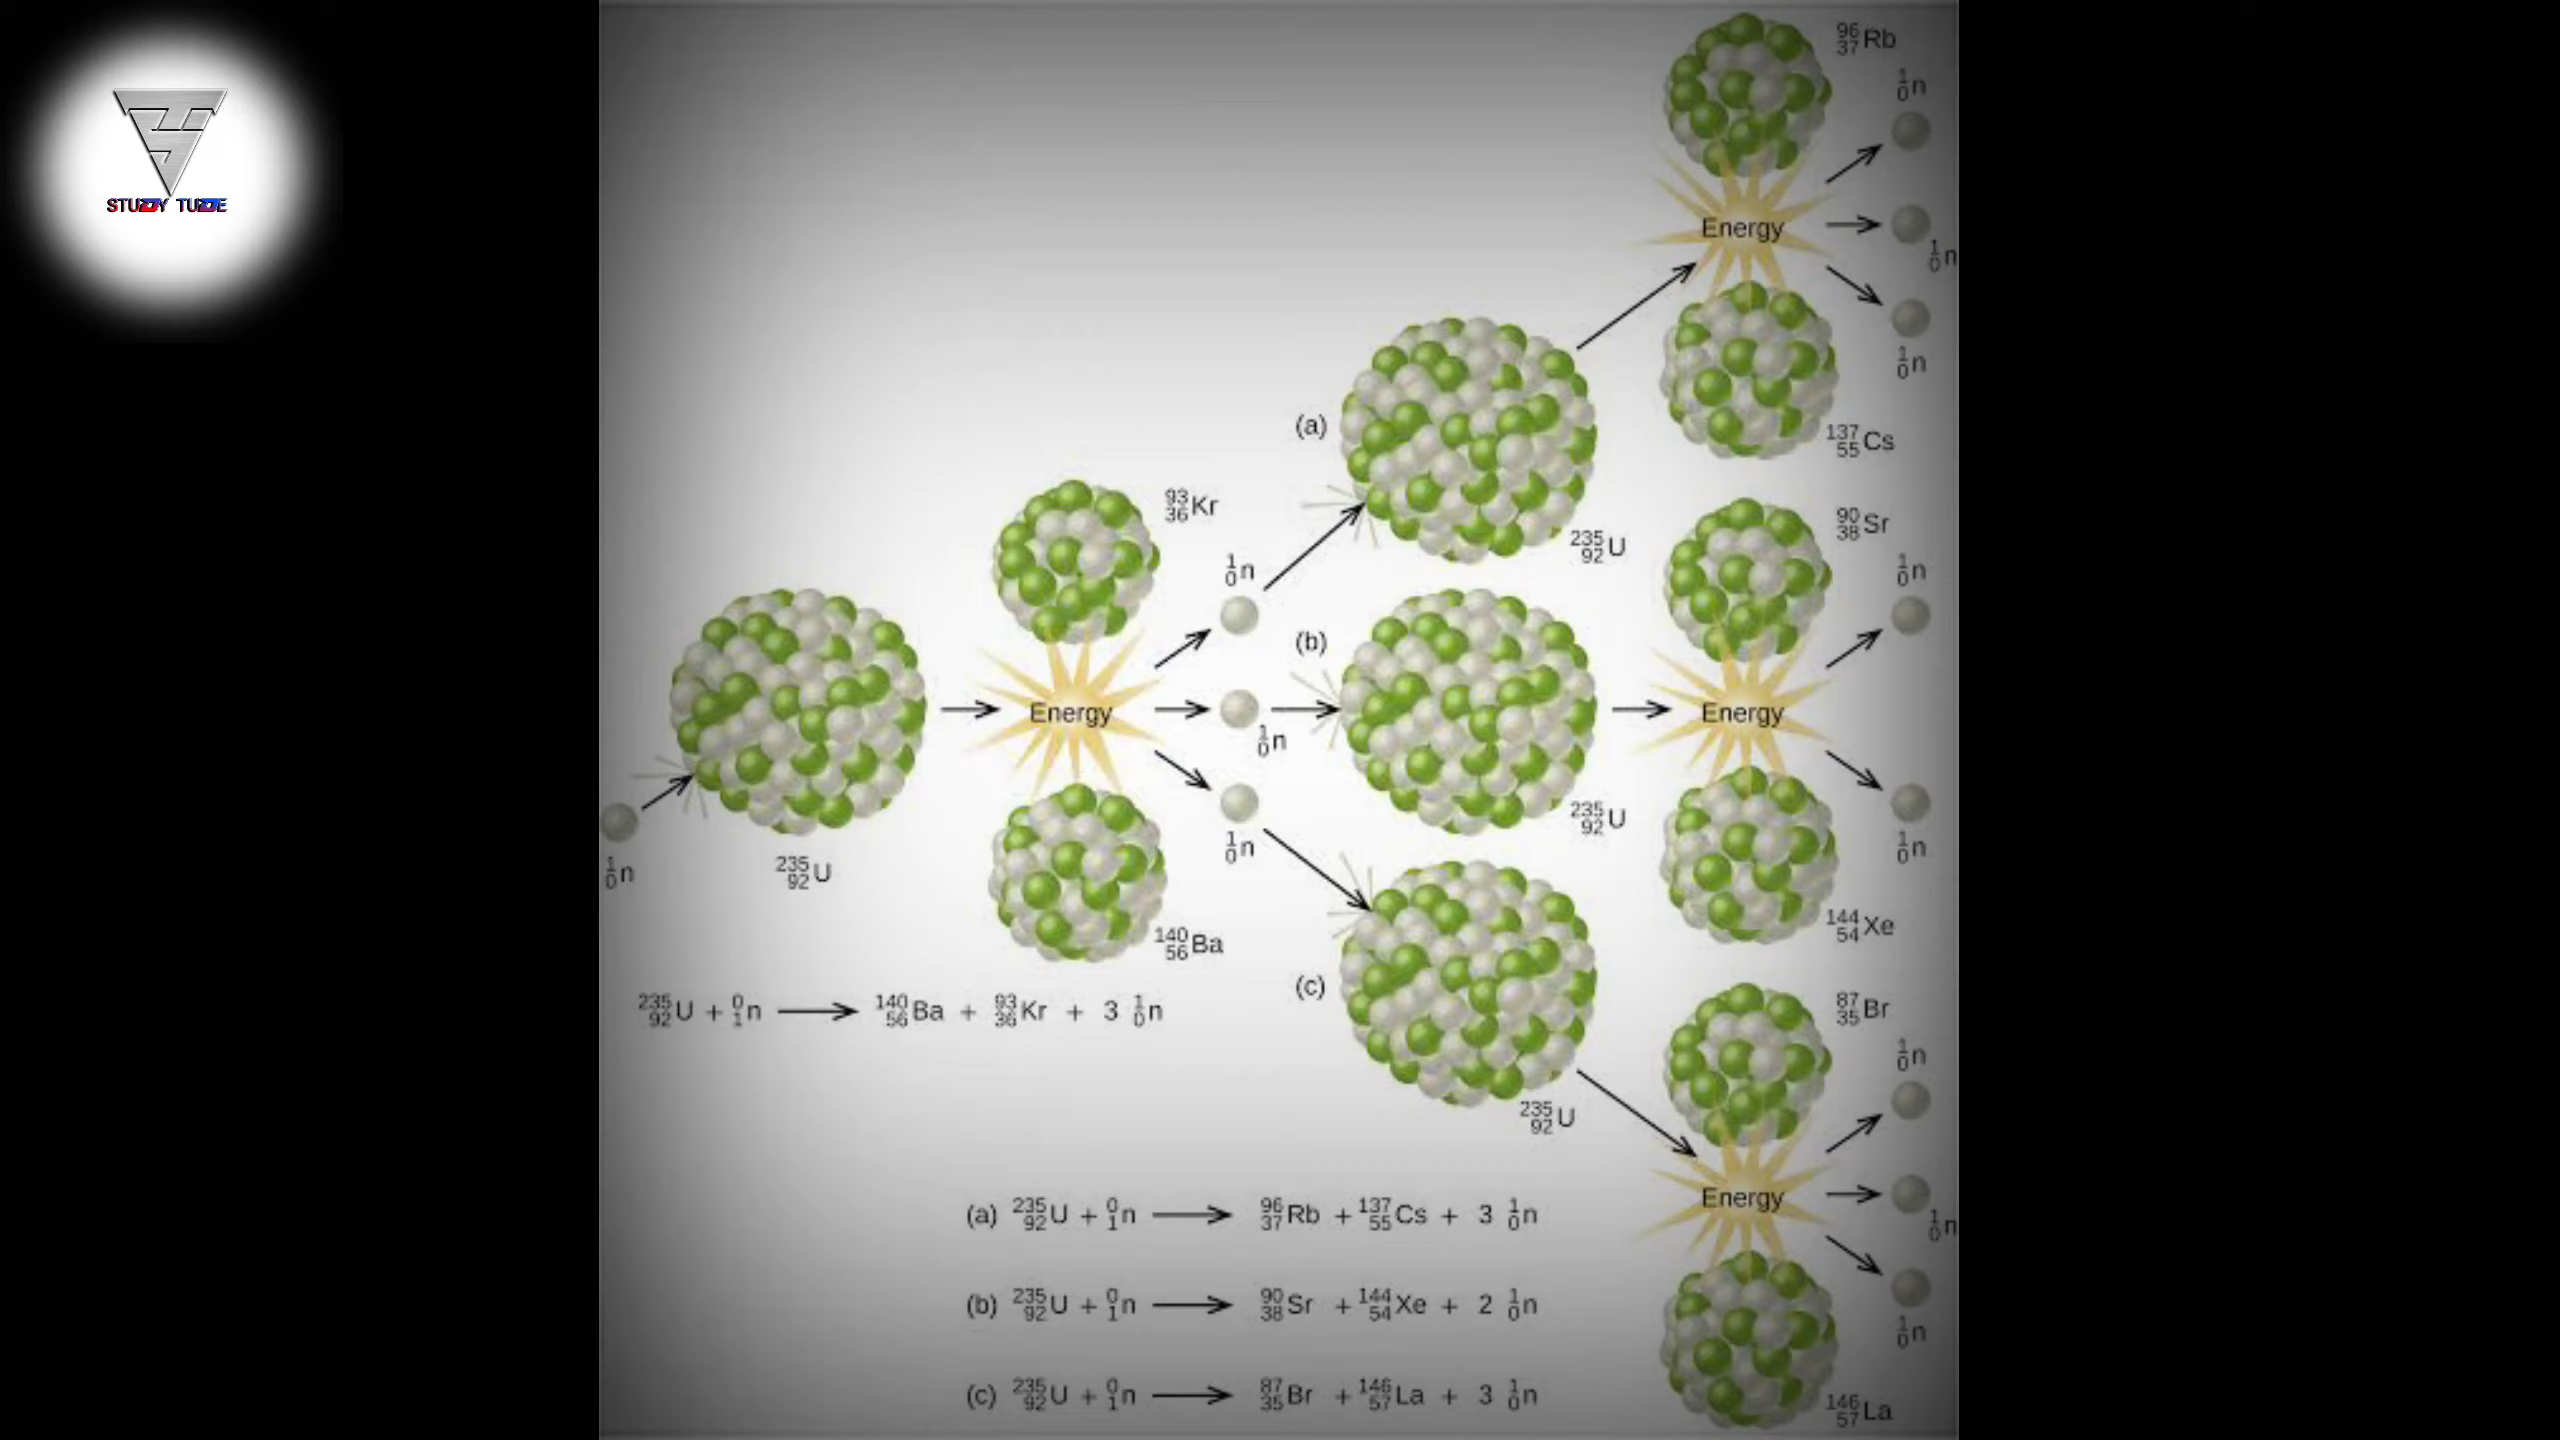 STUZZY TUZZE
⁹⁶₃₇Rb
¹₀n
Energy
¹₀n
¹₀n
(a)
¹³⁷₅₅Cs
⁹³₃₆Kr
²³⁵₉₂U
⁹⁰₃₈Sr
¹₀n
¹₀n
(b)
Energy
¹₀n
Energy
²³⁵₉₂U
¹₀n
¹₀n
¹₀n
²³⁵₉₂U
¹⁴⁴₅₄Xe
¹⁴⁰₅₆Ba
(c)
²³⁵₉₂U + ⁰₁n ⟶ ¹⁴⁰₅₆Ba + ⁹³₃₆Kr + 3 ¹₀n
⁸⁷₃₅Br
¹₀n
²³⁵₉₂U
Energy
¹₀n
(a) ²³⁵₉₂U + ⁰₁n ⟶ ⁹⁶₃₇Rb + ¹³⁷₅₅Cs + 3 ¹₀n
(b) ²³⁵₉₂U + ⁰₁n ⟶ ⁹⁰₃₈Sr + ¹⁴⁴₅₄Xe + 2 ¹₀n
¹₀n
(c) ²³⁵₉₂U + ⁰₁n ⟶ ⁸⁷₃₅Br + ¹⁴⁶₅₇La + 3 ¹₀n
¹⁴⁶₅₇La